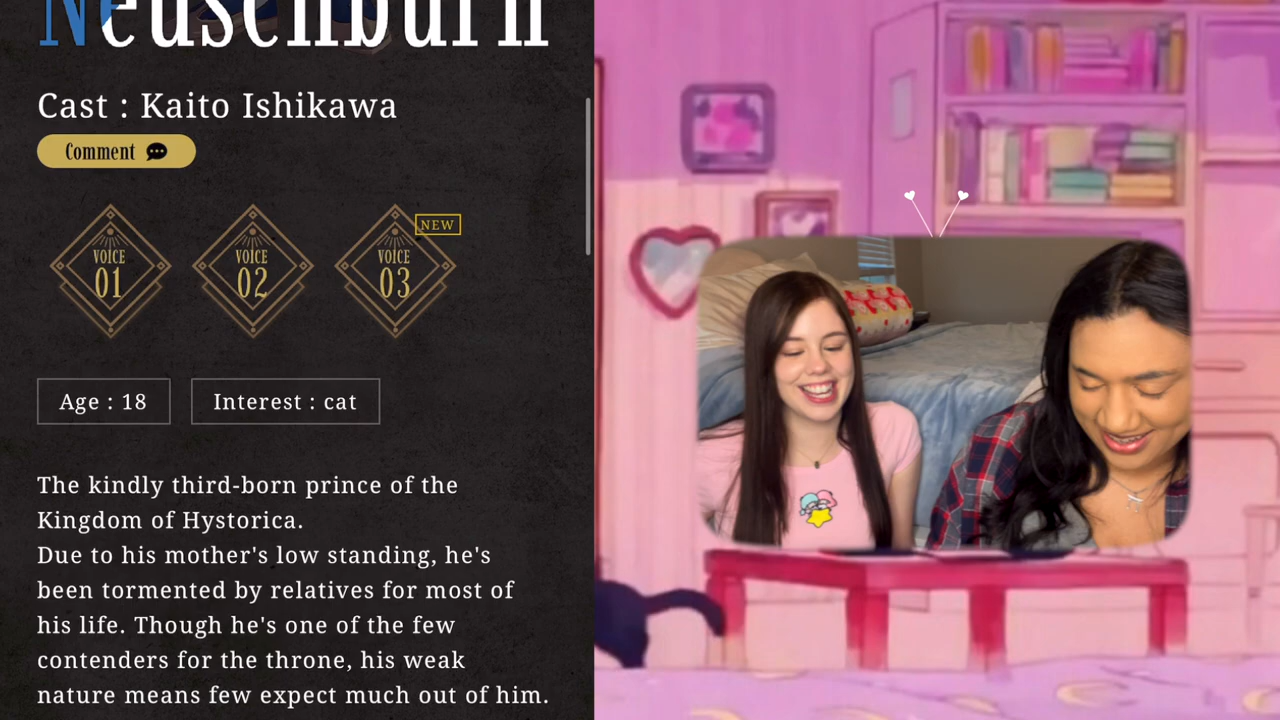 Neuschburn
Cast : Kaito Ishikawa
Comment
VOICE
01
VOICE
02
VOICE
03
NEW
Age : 18
Interest : cat
The kindly third-born prince of the
Kingdom of Hystorica.
Due to his mother's low standing, he's
been tormented by relatives for most of
his life. Though he's one of the few
contenders for the throne, his weak
nature means few expect much out of him.